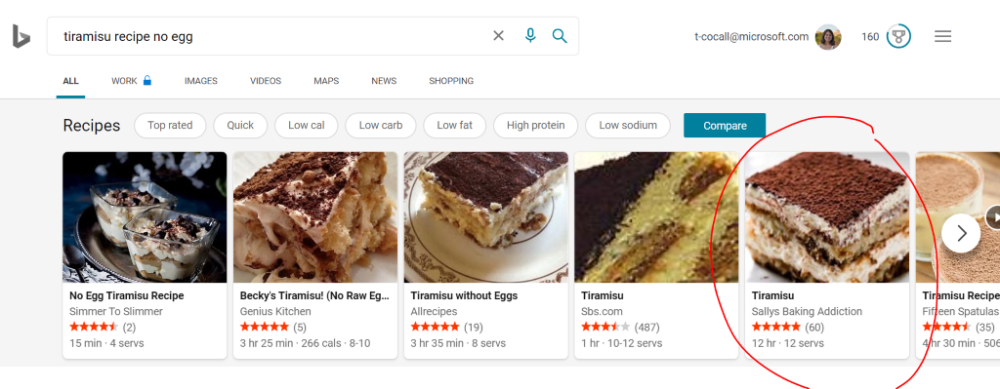 tiramisu recipe no egg
t-cocall@microsoft.com 160
ALL WORK IMAGES VIDEOS MAPS NEWS SHOPPING
Recipes Top rated Quick Low cal Low carb Low fat High protein Low sodium Compare
No Egg Tiramisu Recipe
Simmer To Slimmer
(2)
15 min · 4 servs
Becky's Tiramisu! (No Raw Eg...
Genius Kitchen
(5)
3 hr 25 min · 266 cals · 8-10
Tiramisu without Eggs
Allrecipes
(19)
3 hr 35 min · 8 servs
Tiramisu
Sbs.com
(487)
1 hr · 10-12 servs
Tiramisu
Sallys Baking Addiction
(60)
12 hr · 12 servs
Tiramisu Recipe
Fifteen Spatulas
(35)
4 hr 30 min · 506